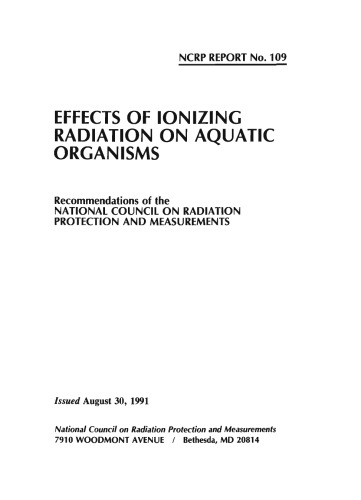 NCRP REPORT No. 109
EFFECTS OF IONIZING
RADIATION ON AQUATIC
ORGANISMS
Recommendations of the
NATIONAL COUNCIL ON RADIATION
PROTECTION AND MEASUREMENTS
Issued August 30, 1991
National Council on Radiation Protection and Measurements
7910 WOODMONT AVENUE / Bethesda, MD 20814